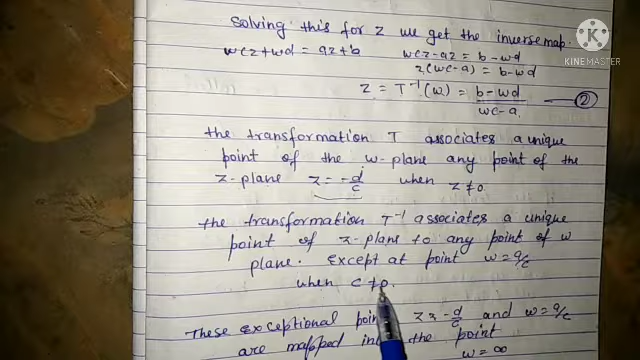 Solving this for z we get the inverse map.
wcz + wd = az + b wcz - az = b - wd
z(wc - a) = b - wd
z = T⁻¹(w) = (b - wd)/(wc - a) — ②
the transformation T associates a unique
point of the w-plane any point of the
z-plane z = -d/c when z ≠ 0.
the transformation T⁻¹ associates a unique
point of z-plane to any point of w
plane. Except at point w = a/c
when c ≠ 0.
These exceptional z = -d/c and w = a/c
are mapped the point
w = ∞
KINEMASTER